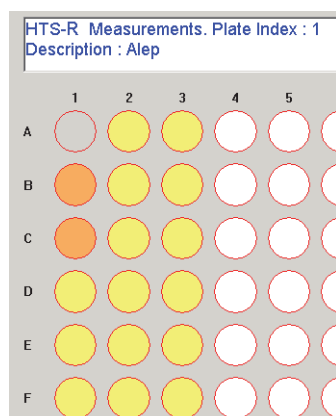 HTS-R Measurements. Plate Index : 1
Description : Alep
1 2 3 4 5
A
B
C
D
E
F